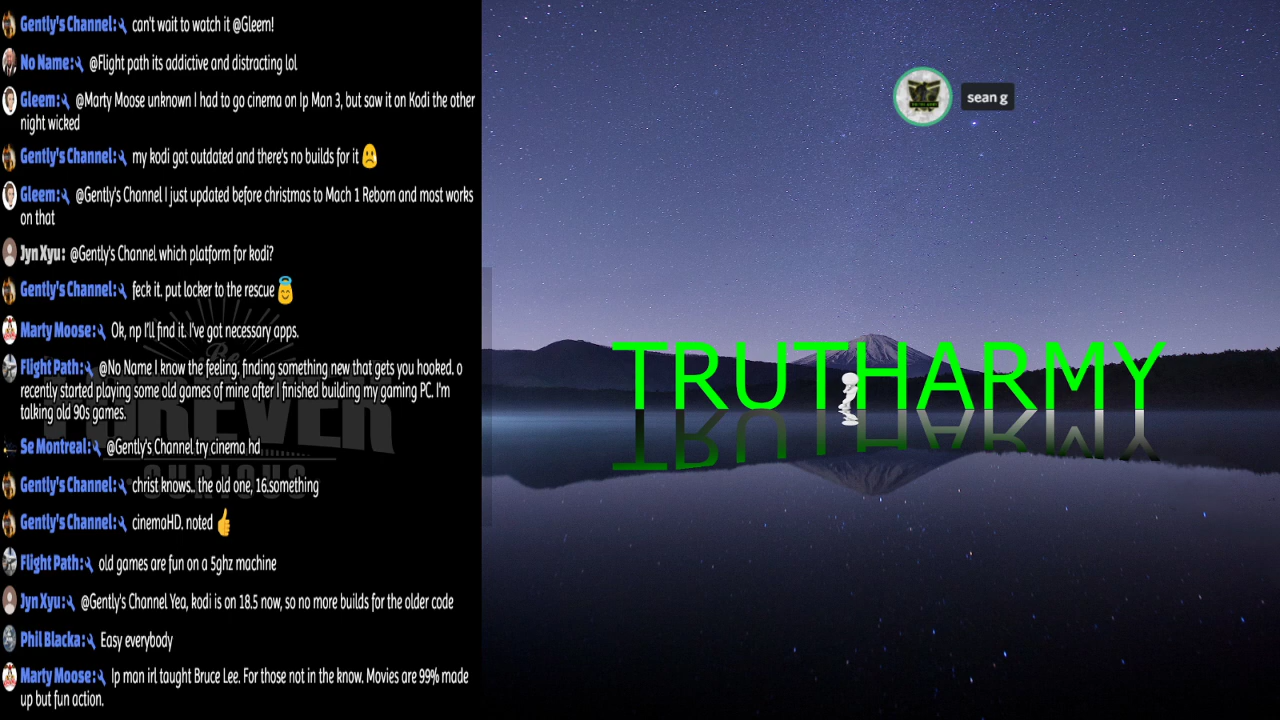 Gently's Channel: can't wait to watch it @Gleem!
No Name: @Flight path its addictive and distracting lol
Gleem: @Marty Moose unknown I had to go cinema on Ip Man 3, but saw it on Kodi the other
night wicked
Gently's Channel: my kodi got outdated and there's no builds for it
Gleem: @Gently's Channel I just updated before christmas to Mach 1 Reborn and most works
on that
Jyn Xyu: @Gently's Channel which platform for kodi?
Gently's Channel: feck it. put locker to the rescue
Marty Moose: Ok, np I'll find it. I've got necessary apps.
Flight Path: @No Name I know the feeling, finding something new that gets you hooked. o
recently started playing some old games of mine after i finished building my gaming PC. I'm
talking old 90s games.
Se Montreal: @Gently's Channel try cinema hd
Gently's Channel: christ knows.. the old one, 16.something
Gently's Channel: cinemaHD. noted
Flight Path: old games are fun on a 5ghz machine
Jyn Xyu: @Gently's Channel Yea, kodi is on 18.5 now, so no more builds for the older code
Phil Blacka: Easy everybody
Marty Moose: Ip man irl taught Bruce Lee. For those not in the know. Movies are 99% made
up but fun action.
Be
FOREVER
CURIOUS
sean g
TRUTHARMY